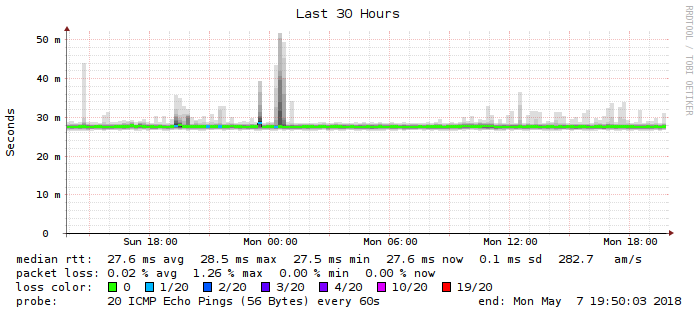 Last 30 Hours
RRDTOOL / TOBI OETIKER
Seconds
50 m
40 m
30 m
20 m
10 m
0
Sun 18:00 Mon 00:00 Mon 06:00 Mon 12:00 Mon 18:00
median rtt: 27.6 ms avg 28.5 ms max 27.5 ms min 27.6 ms now 0.1 ms sd 282.7 am/s
packet loss: 0.02 % avg 1.26 % max 0.00 % min 0.00 % now
loss color: 0 1/20 2/20 3/20 4/20 10/20 19/20
probe: 20 ICMP Echo Pings (56 Bytes) every 60s end: Mon May 7 19:50:03 2018